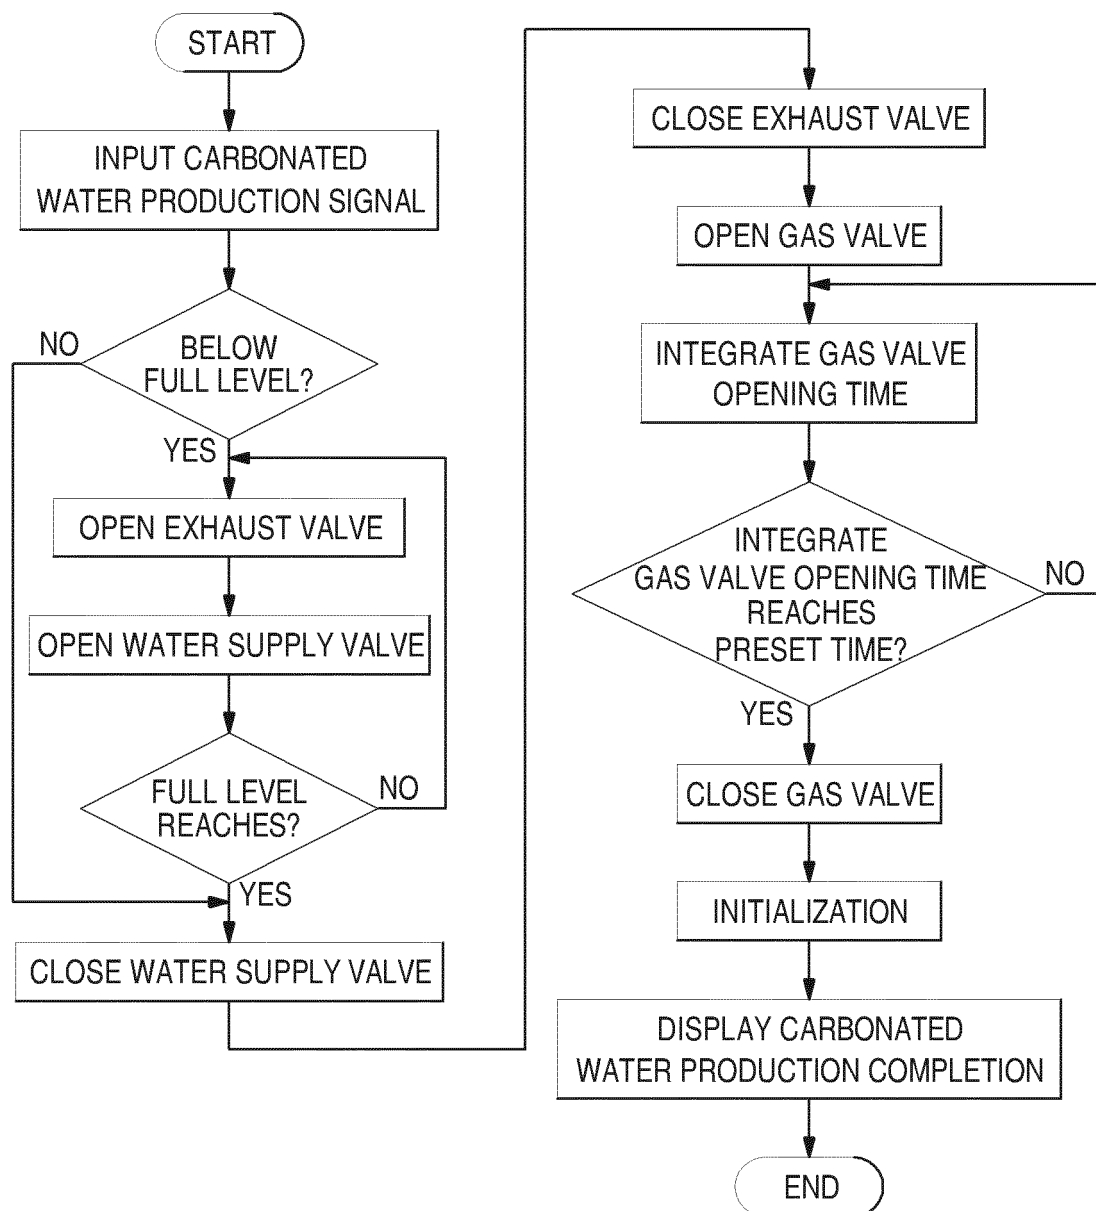 START
INPUT CARBONATED
WATER PRODUCTION SIGNAL
NO
BELOW
FULL LEVEL?
YES
OPEN EXHAUST VALVE
OPEN WATER SUPPLY VALVE
FULL LEVEL
REACHES?
NO
YES
CLOSE WATER SUPPLY VALVE
CLOSE EXHAUST VALVE
OPEN GAS VALVE
INTEGRATE GAS VALVE
OPENING TIME
INTEGRATE
GAS VALVE OPENING TIME
REACHES
PRESET TIME?
NO
YES
CLOSE GAS VALVE
INITIALIZATION
DISPLAY CARBONATED
WATER PRODUCTION COMPLETION
END